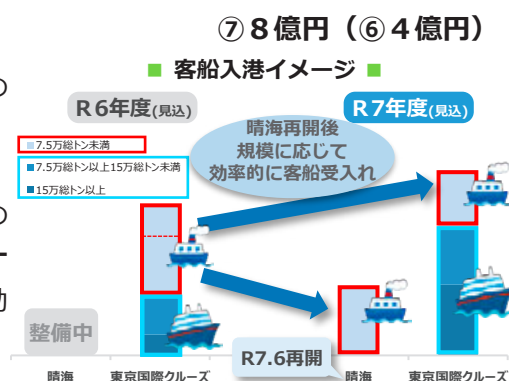 ⑦８億円（⑥４億円）
■ 客船入港イメージ ■
の
R６年度(見込)
R７年度(見込)
7.5万総トン未満
7.5万総トン以上15万総トン未満
15万総トン以上
晴海再開後
規模に応じて
効率的に客船受入れ
の
ー
整備中
R7.6再開
晴海
東京国際クルーズ
晴海
東京国際クルーズ